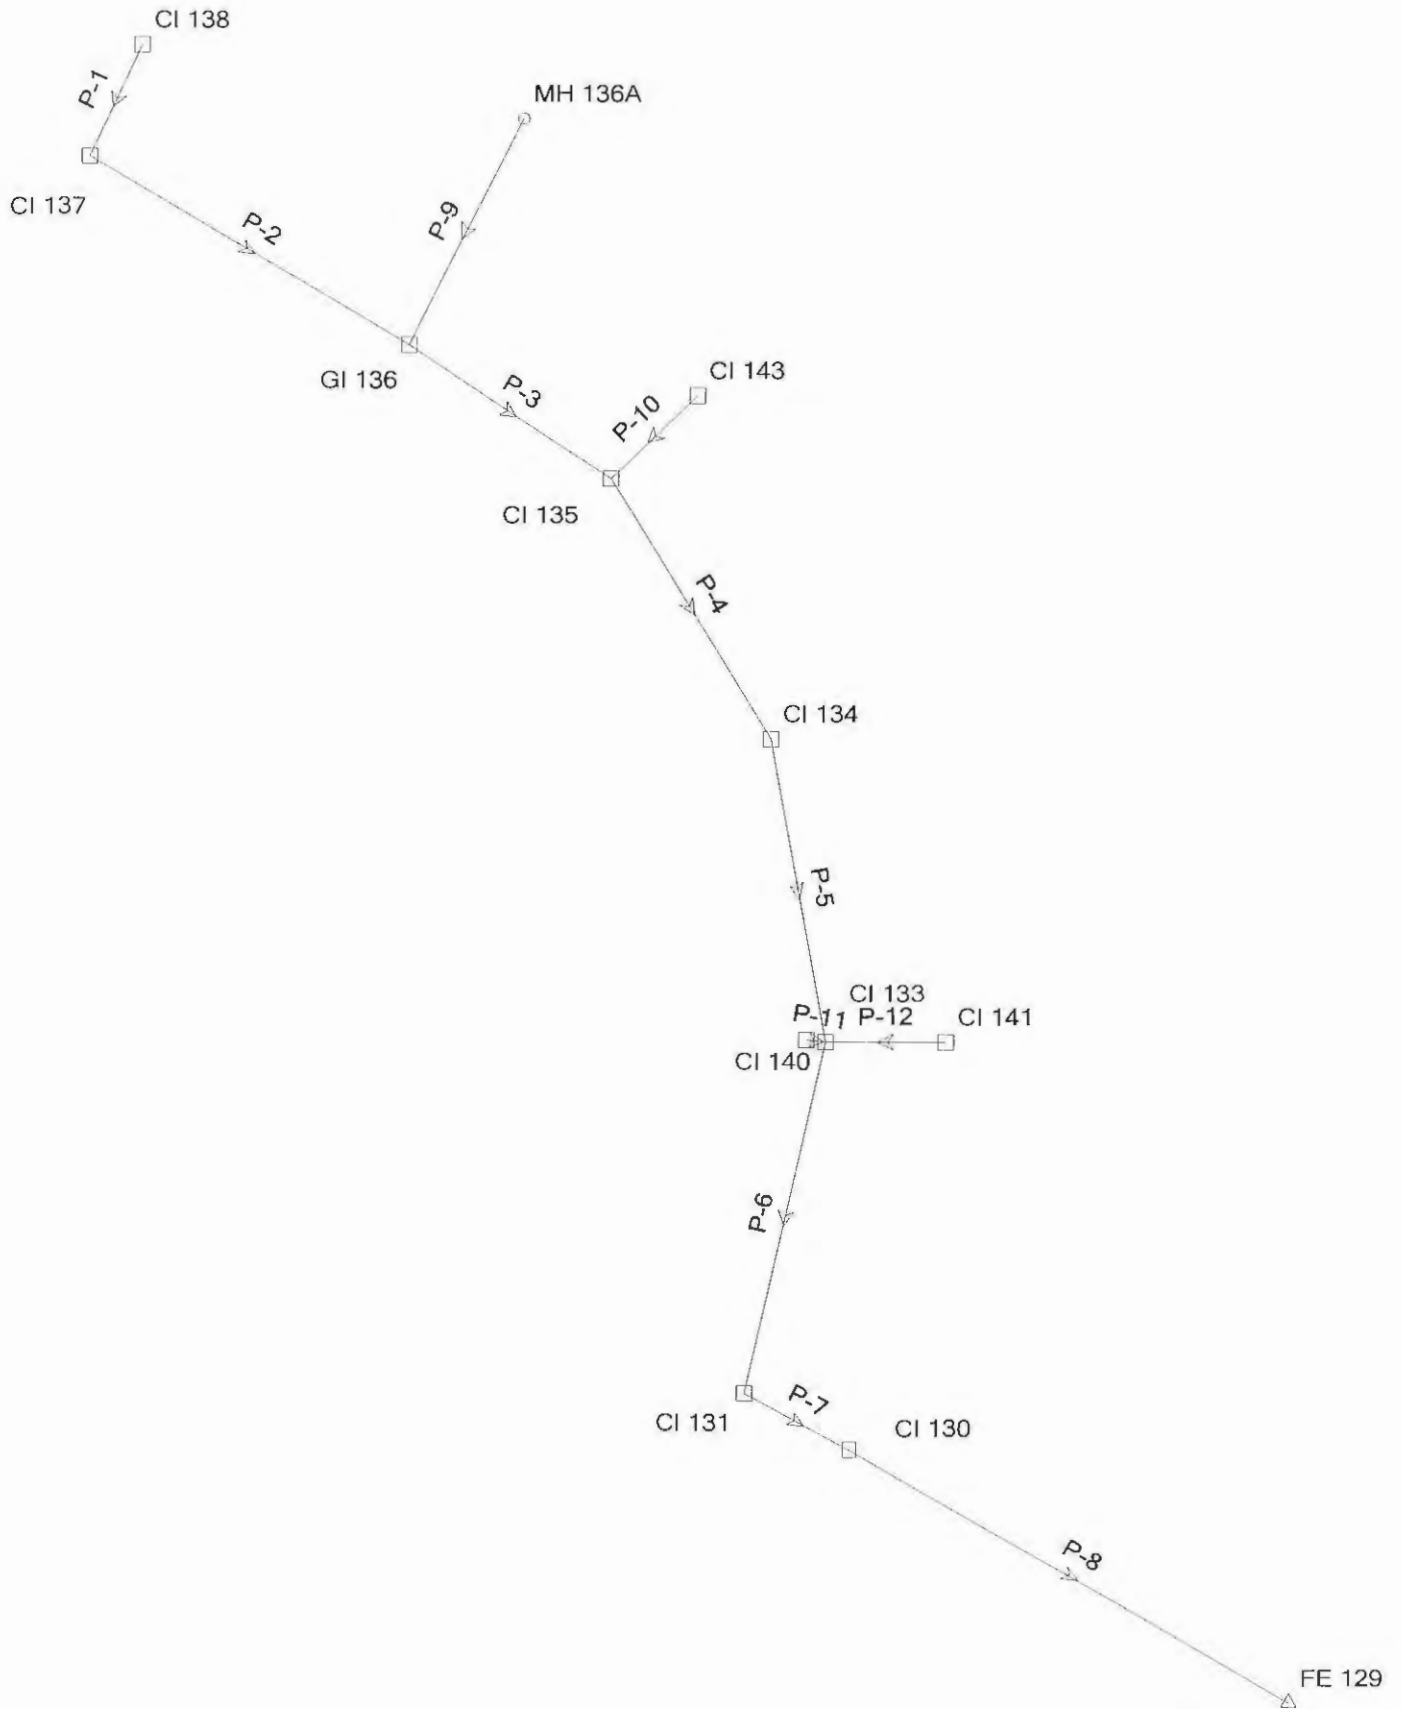 CI 138
P-1
MH 136A
CI 137
P-2
P-9
GI 136
CI 143
P-3
P-10
CI 135
P-4
CI 134
P-5
CI 133
P-11
P-12
CI 141
CI 140
P-6
P-7
CI 131
CI 130
P-8
FE 129